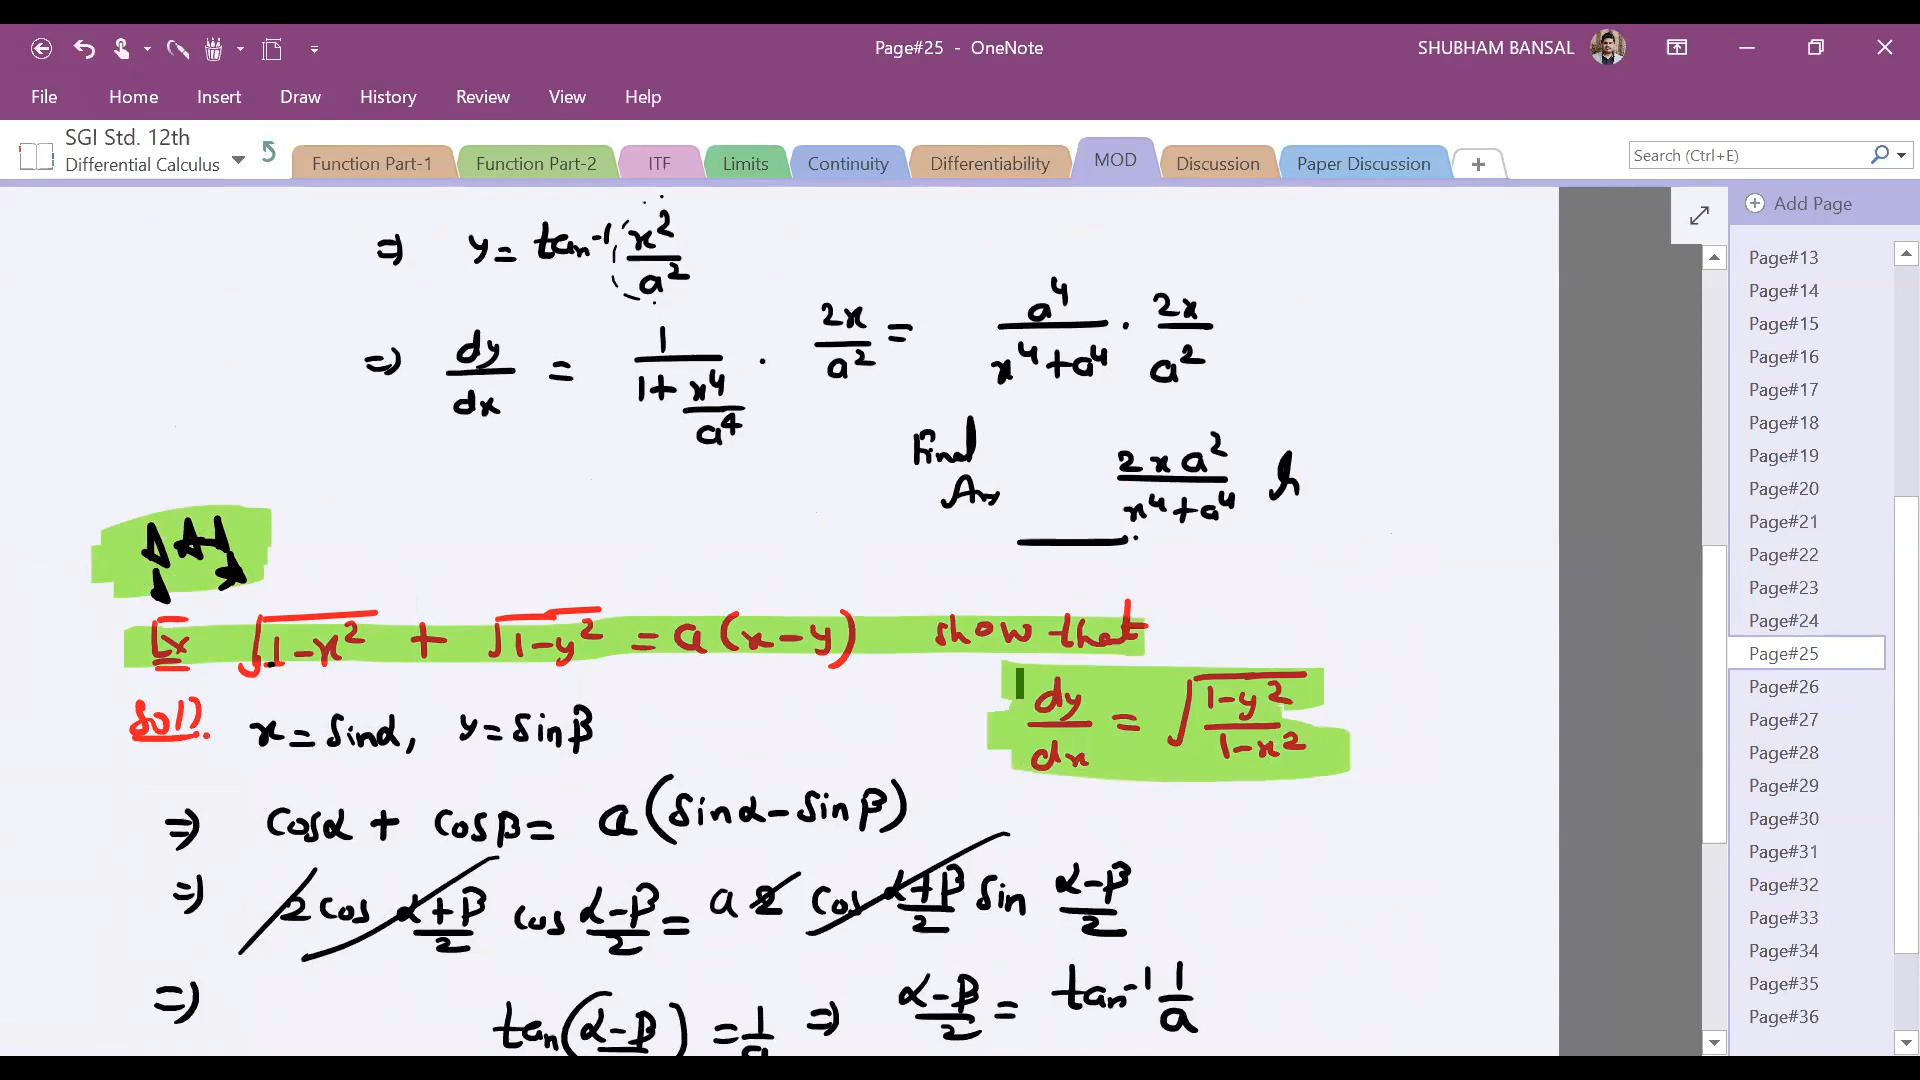 Page#25 - OneNote
SHUBHAM BANSAL
File Home Insert Draw History Review View Help
SGI Std. 12th
Differential Calculus
Function Part-1 Function Part-2 ITF Limits Continuity Differentiability MOD Discussion Paper Discussion +
Search (Ctrl+E)
Add Page
Page#13
Page#14
Page#15
Page#16
Page#17
Page#18
Page#19
Page#20
Page#21
Page#22
Page#23
Page#24
Page#25
Page#26
Page#27
Page#28
Page#29
Page#30
Page#31
Page#32
Page#33
Page#34
Page#35
Page#36
⇒ y = tan⁻¹ x²/a²
⇒ dy/dx = 1/(1+x⁴/a⁴) · 2x/a² = a⁴/(x⁴+a⁴) · 2x/a²
Final Ans 2xa²/(x⁴+a⁴)
Ex √(1-x²) + √(1-y²) = a(x-y) show that
dy/dx = √((1-y²)/(1-x²))
Sol? x = sinα, y = sinβ
⇒ cosα + cosβ = a(sinα - sinβ)
⇒ 2cos (α+β)/2 cos (α-β)/2 = a 2 cos (α+β)/2 sin (α-β)/2
⇒ tan(α-β) = 1/a ⇒ (α-β)/2 = tan⁻¹ 1/a